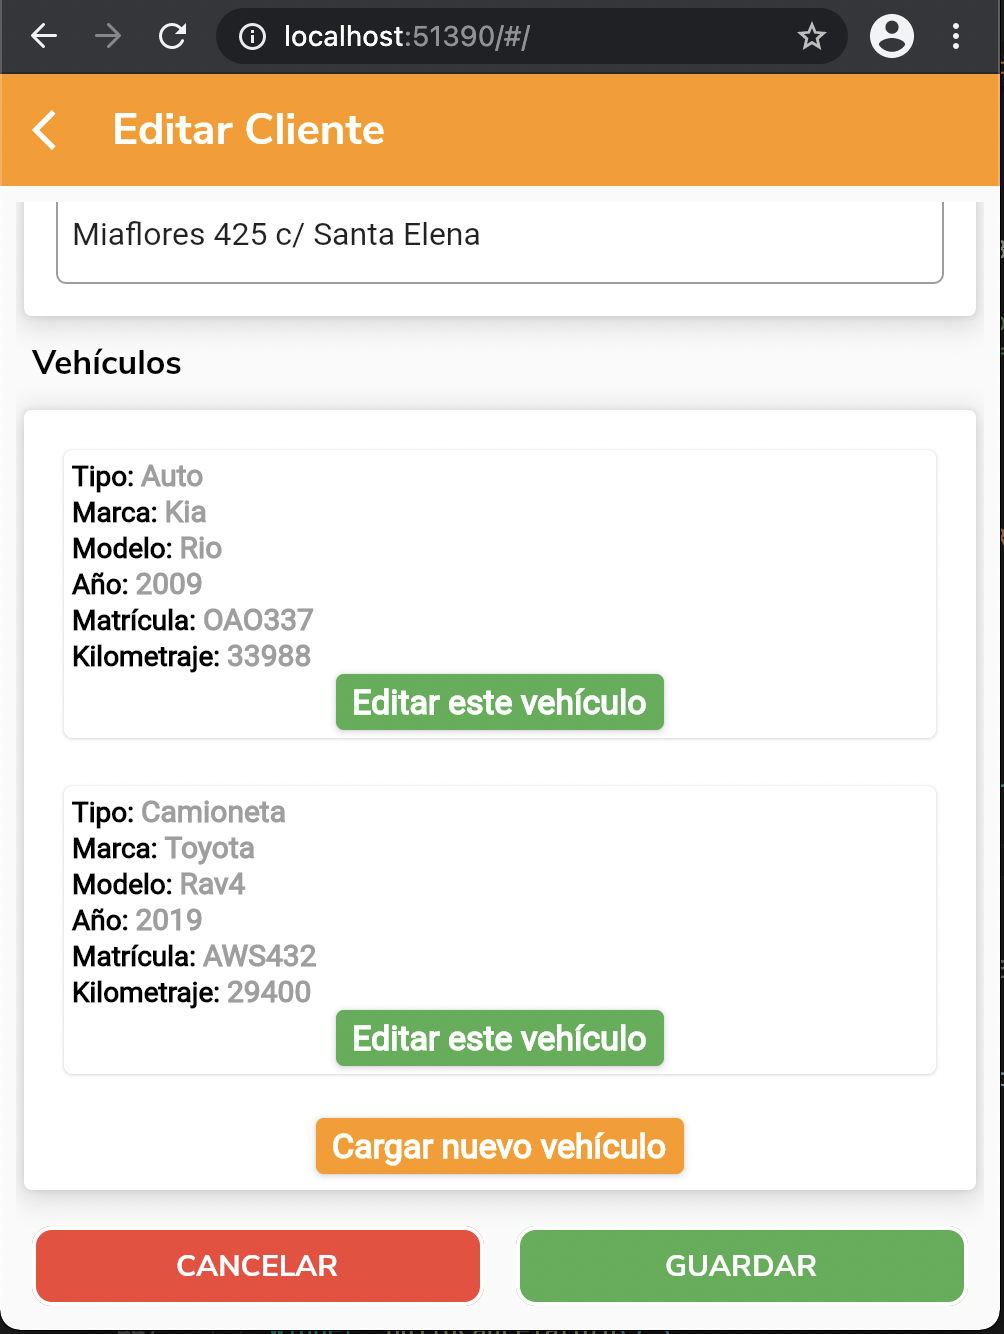 localhost:51390/#/
Editar Cliente
Miaflores 425 c/ Santa Elena
Vehículos
Tipo: Auto
Marca: Kia
Modelo: Rio
Año: 2009
Matrícula: OAO337
Kilometraje: 33988
Editar este vehículo
Tipo: Camioneta
Marca: Toyota
Modelo: Rav4
Año: 2019
Matrícula: AWS432
Kilometraje: 29400
Editar este vehículo
Cargar nuevo vehículo
CANCELAR GUARDAR